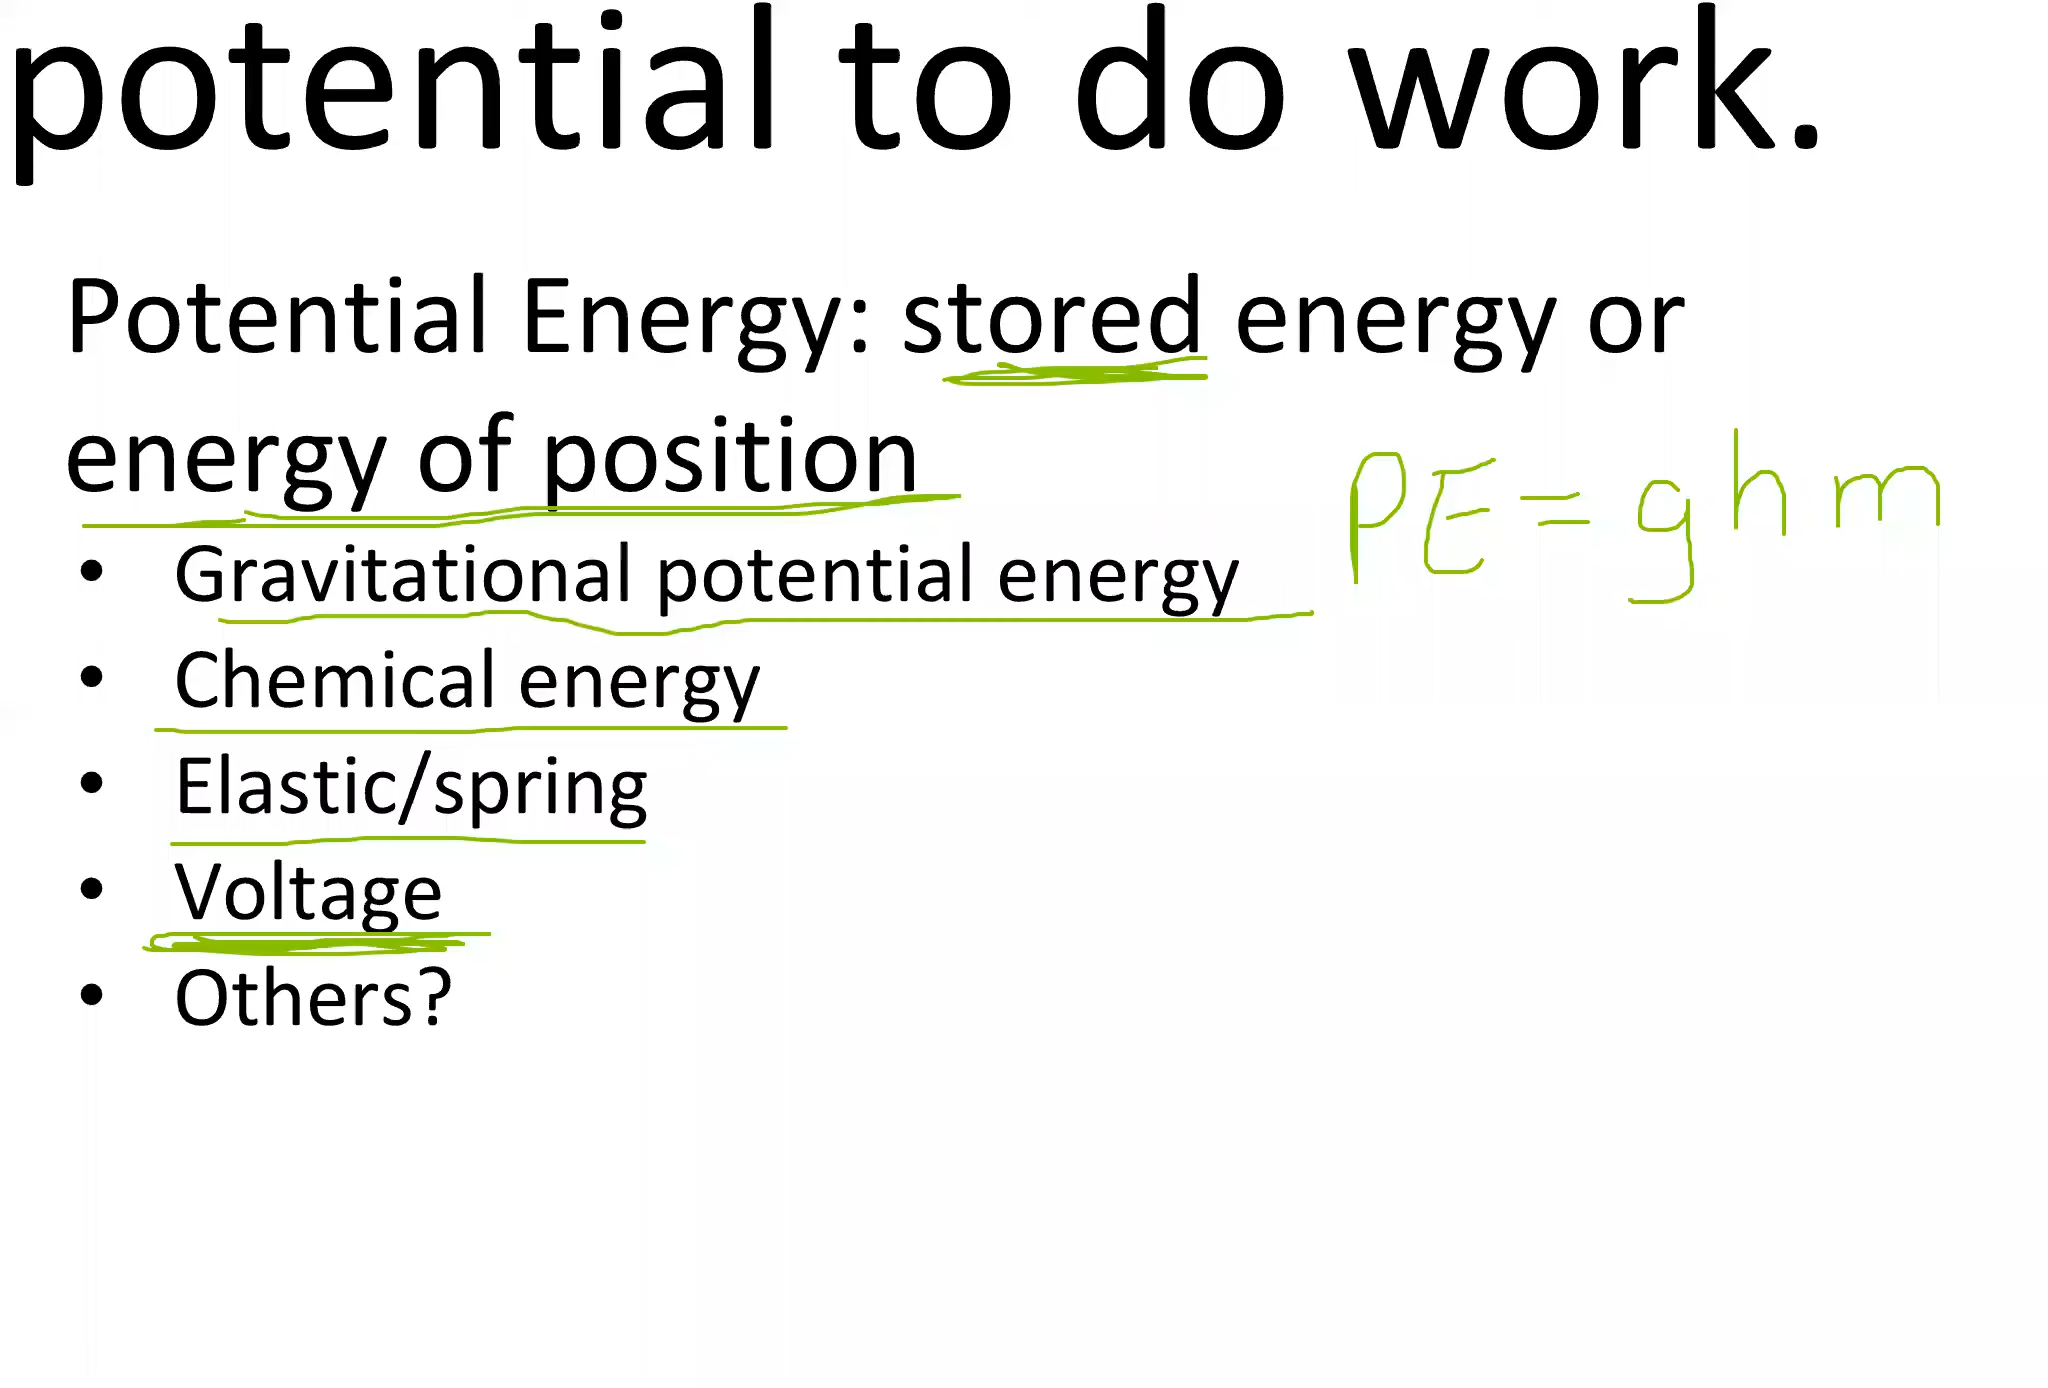 potential to do work.
Potential Energy: stored energy or
energy of position
PE = ghm
• Gravitational potential energy
• Chemical energy
• Elastic/spring
• Voltage
• Others?